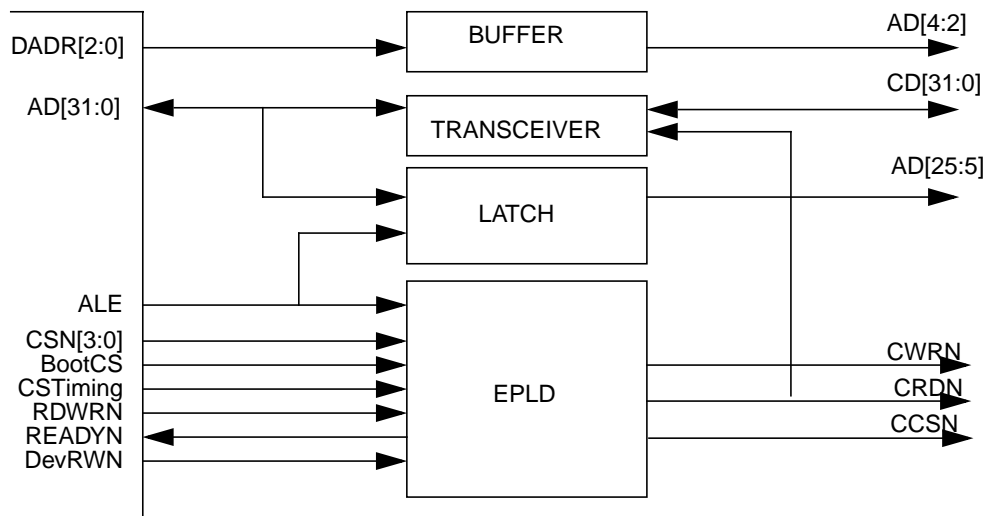 DADR[2:0]
BUFFER
AD[4:2]
AD[31:0]
TRANSCEIVER
CD[31:0]
LATCH
AD[25:5]
ALE
CSN[3:0]
BootCS
CSTiming
RDWRN
READYN
DevRWN
EPLD
CWRN
CRDN
CCSN